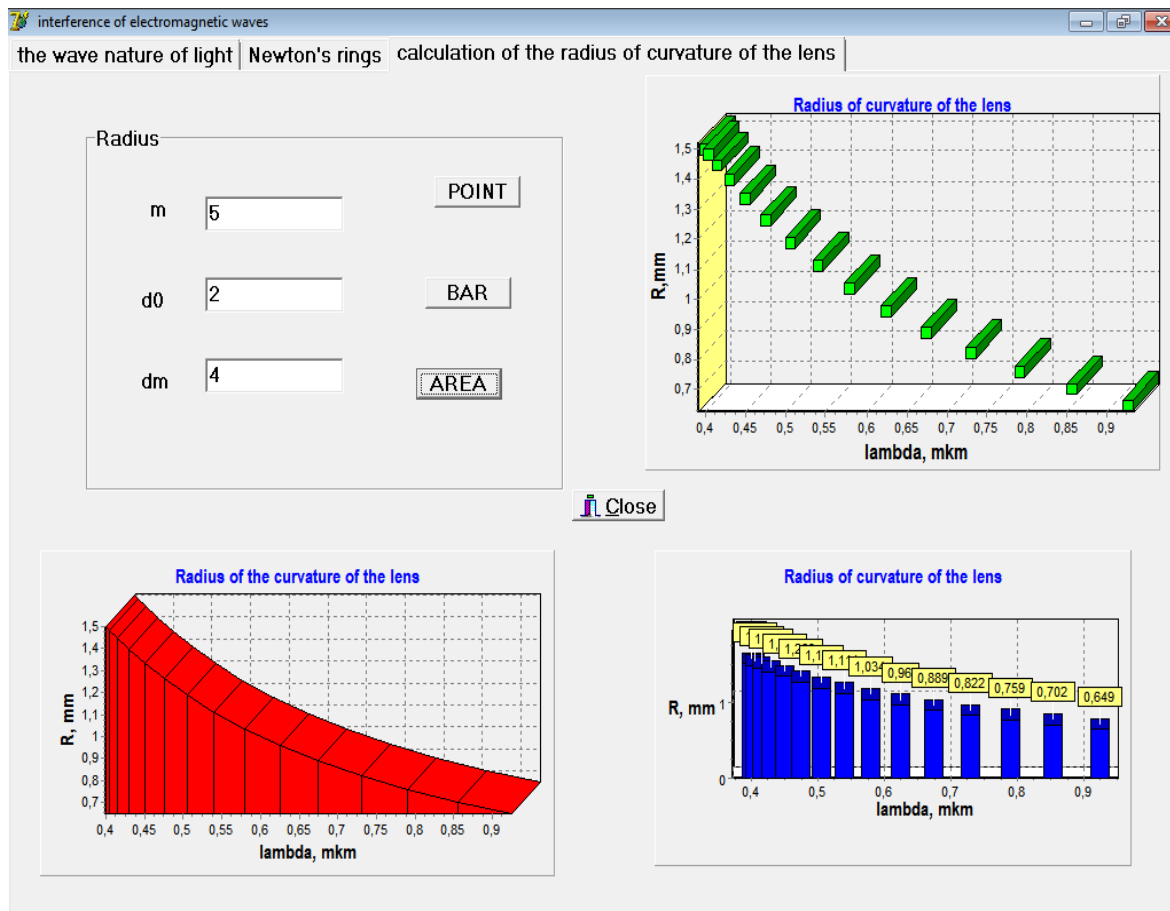 interference of electromagnetic waves
the wave nature of light
Newton's rings
calculation of the radius of curvature of the lens
Radius
m
5
POINT
d0
2
BAR
dm
4
AREA
Close
Radius of curvature of the lens
R,mm
1,5
1,4
1,3
1,2
1,1
1
0,9
0,8
0,7
0,4 0,45 0,5 0,55 0,6 0,65 0,7 0,75 0,8 0,85 0,9
lambda, mkm
Radius of the curvature of the lens
R, mm
1,5
1,4
1,3
1,2
1,1
1
0,9
0,8
0,7
0,4 0,45 0,5 0,55 0,6 0,65 0,7 0,75 0,8 0,85 0,9
lambda, mkm
Radius of curvature of the lens
1,034
0,889
0,822
0,759
0,702
0,649
R, mm
1
0
0,4 0,5 0,6 0,7 0,8 0,9
lambda, mkm